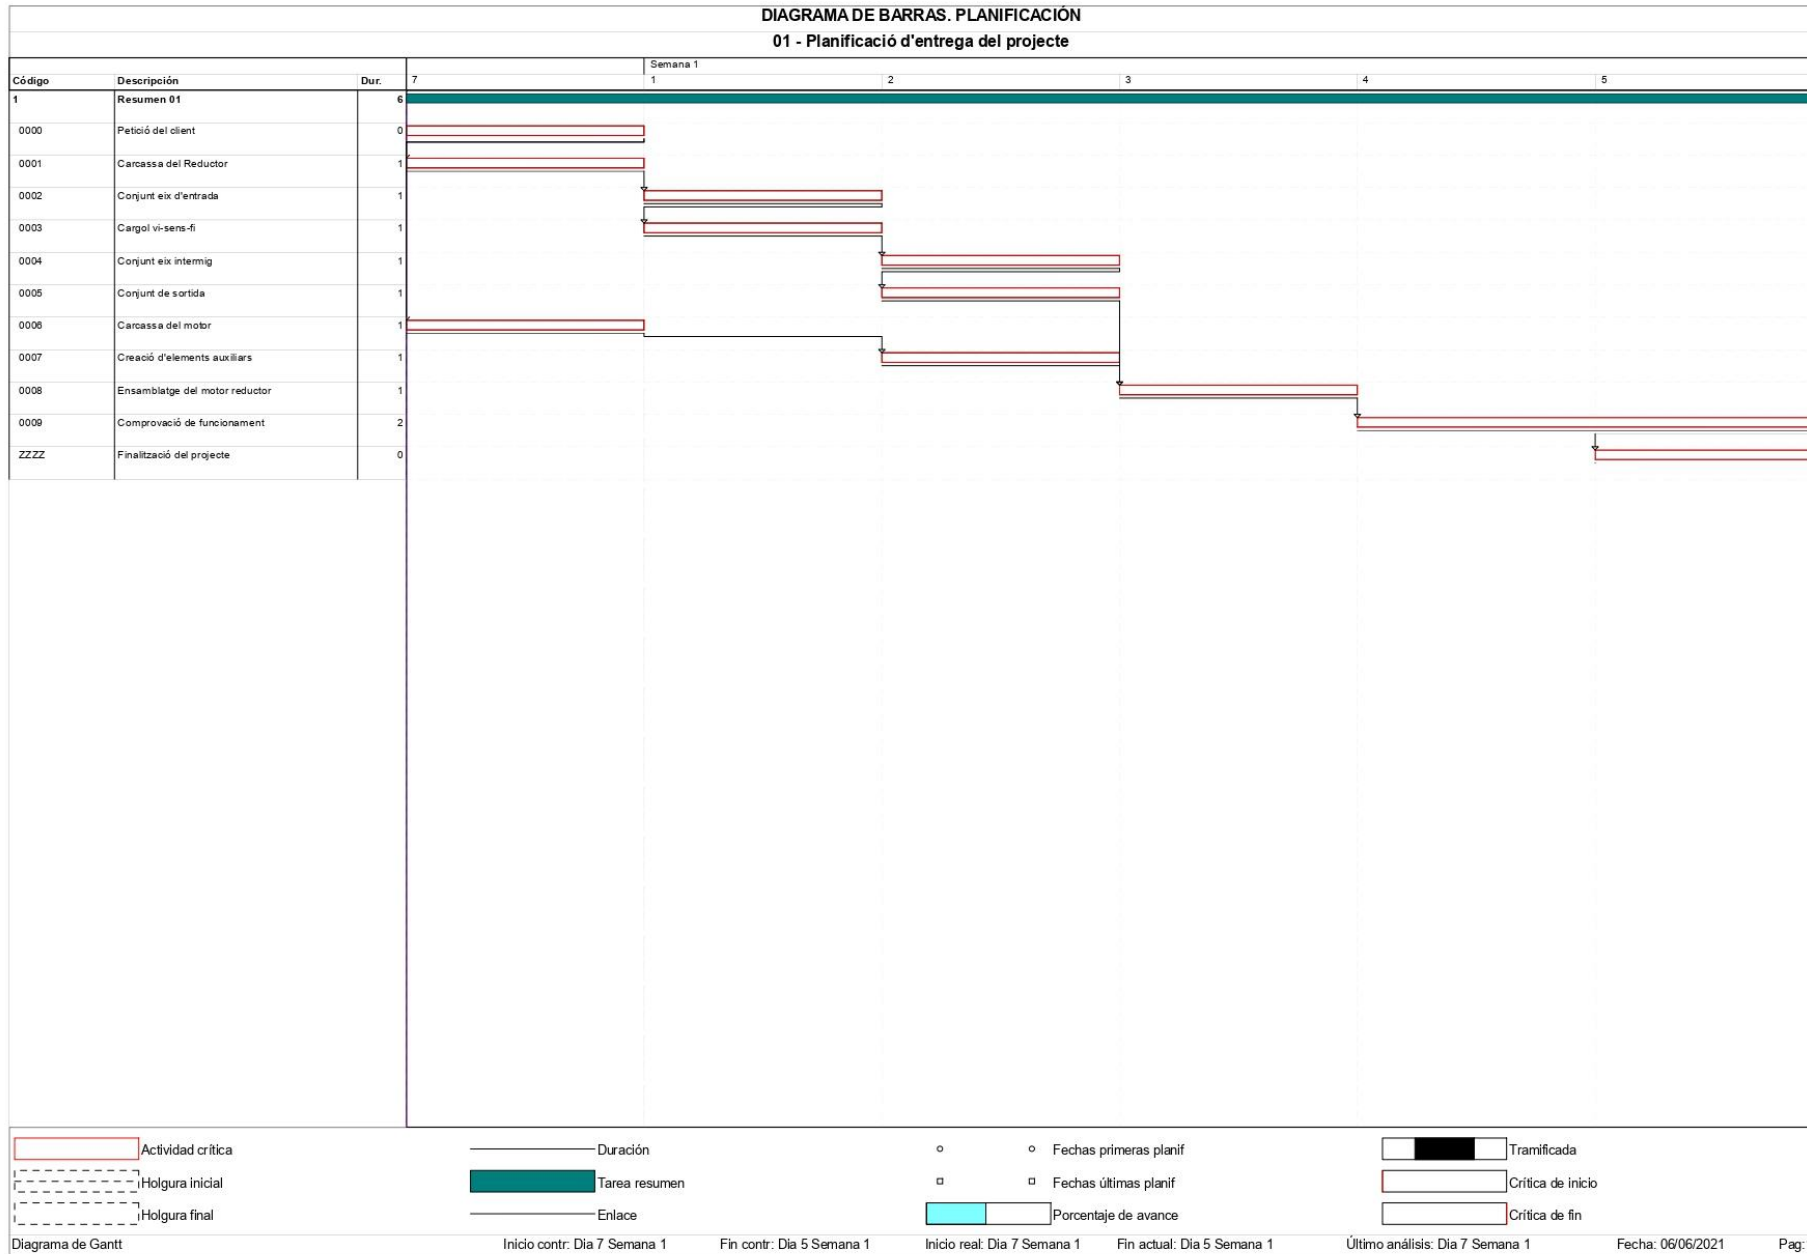 DIAGRAMA DE BARRAS. PLANIFICACIÓN
01 - Planificació d'entrega del projecte
Semana 1
Código Descripción Dur. 7 1 2 3 4 5
1 Resumen 01 6
0000 Petició del client 0
0001 Carcassa del Reductor 1
0002 Conjunt eix d'entrada 1
0003 Cargol vi-sens-fi 1
0004 Conjunt eix intermig 1
0005 Conjunt de sortida 1
0006 Carcassa del motor 1
0007 Creació d'elements auxiliars 1
0008 Ensamblatge del motor reductor 1
0009 Comprovació de funcionament 2
ZZZZ Finalització del projecte 0
Actividad crítica Duración Fechas primeras planif Tramificada
Holgura inicial Tarea resumen Fechas últimas planif Crítica de inicio
Holgura final Enlace Porcentaje de avance Crítica de fin
Diagrama de Gantt Inicio contr: Dia 7 Semana 1 Fin contr: Dia 5 Semana 1 Inicio real: Dia 7 Semana 1 Fin actual: Dia 5 Semana 1 Último análisis: Dia 7 Semana 1 Fecha: 06/06/2021 Pag: